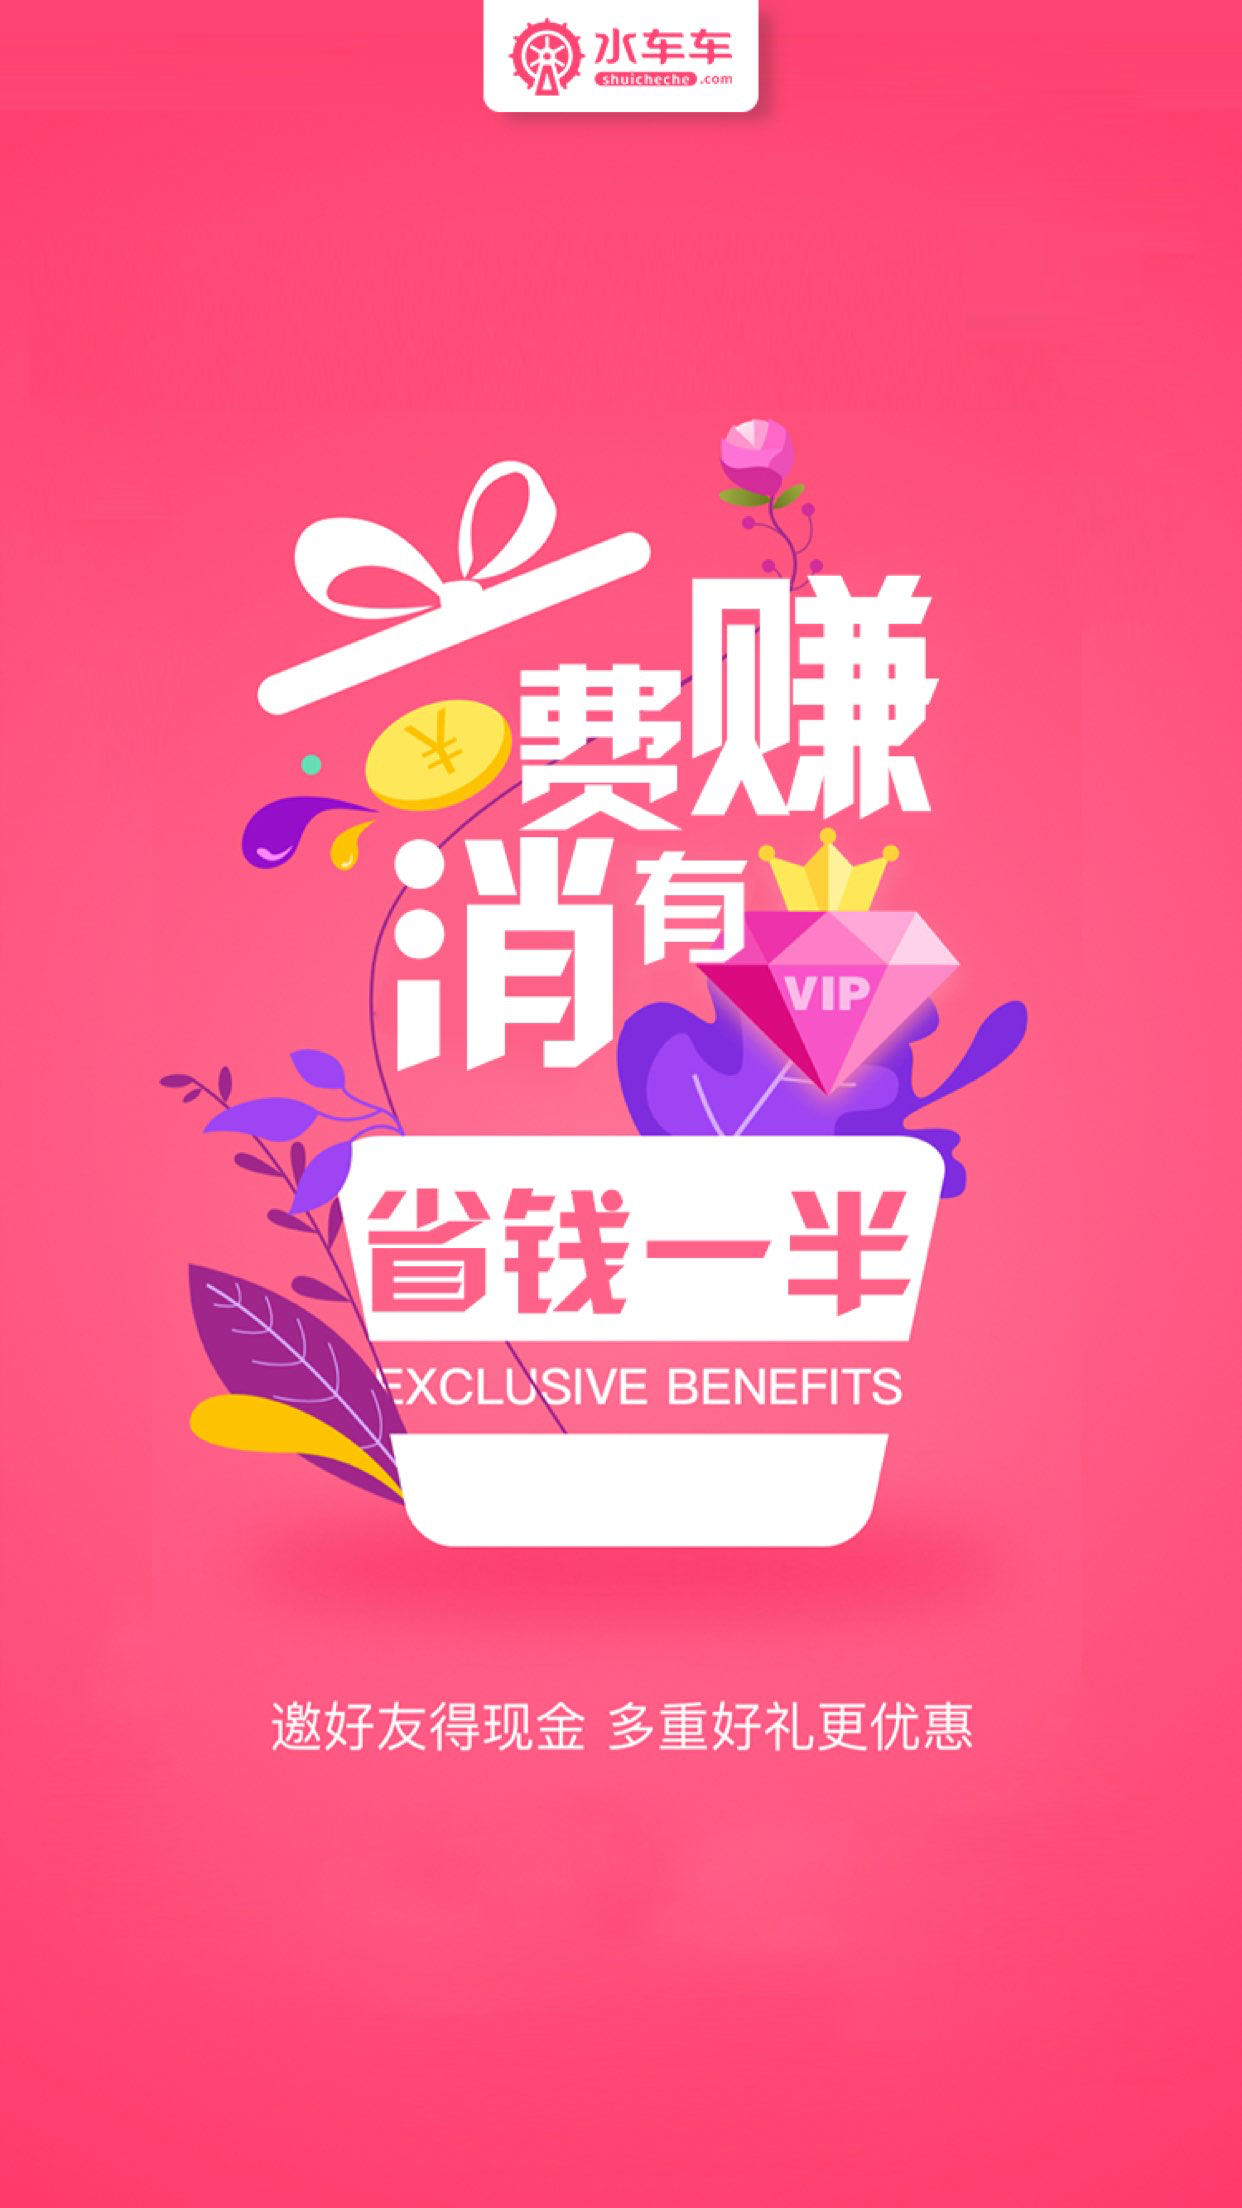 水车车
shuicheche.com
消费有赚
VIP
省钱一半
EXCLUSIVE BENEFITS
邀好友得现金 多重好礼更优惠